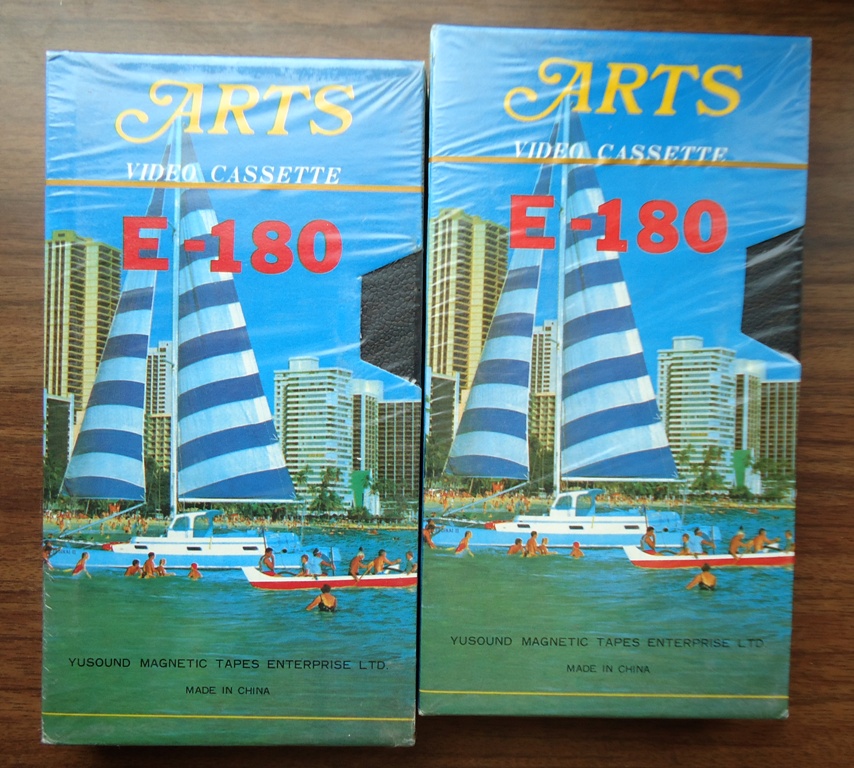 ARTS
VIDEO CASSETTE
E-180
YUSOUND MAGNETIC TAPES ENTERPRISE LTD.
MADE IN CHINA
ARTS
VIDEO CASSETTE
E-180
YUSOUND MAGNETIC TAPES ENTERPRISE LTD
MADE IN CHINA